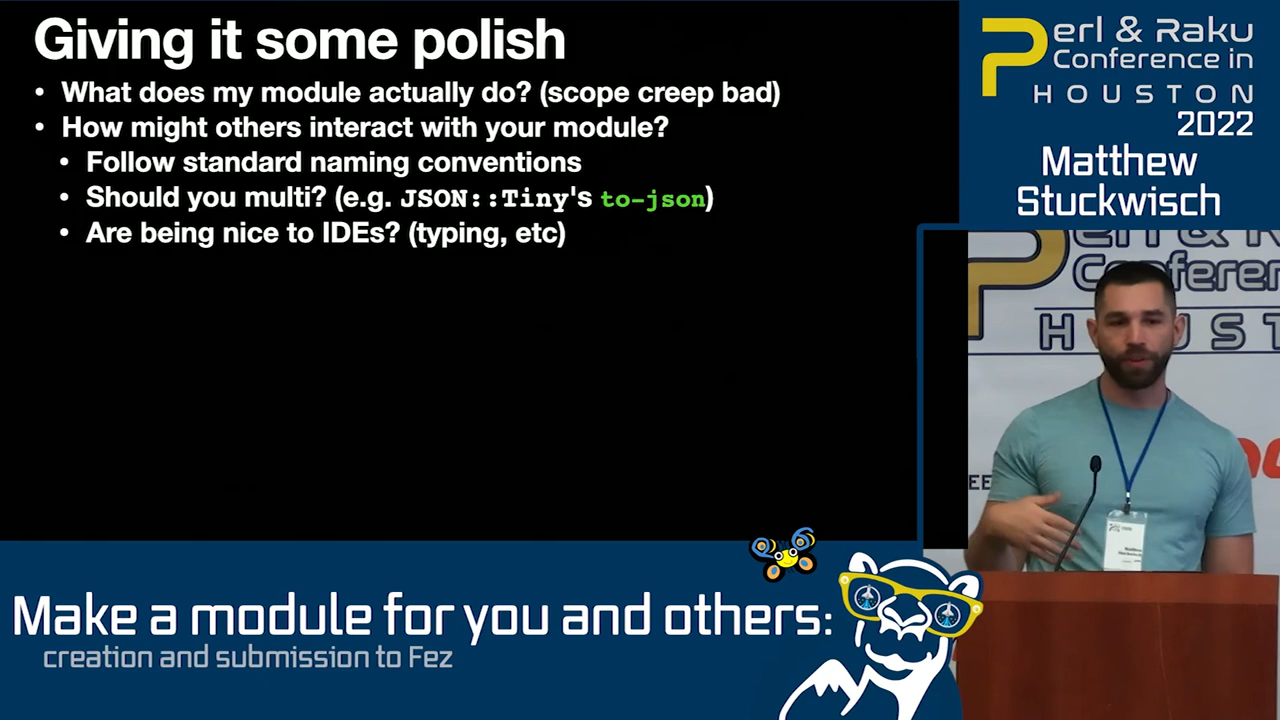 Giving it some polish
• What does my module actually do? (scope creep bad)
• How might others interact with your module?
• Follow standard naming conventions
• Should you multi? (e.g. JSON::Tiny's to-json)
• Are being nice to IDEs? (typing, etc)
Perl & Raku
Conference in
HOUSTON
2022
Matthew
Stuckwisch
Make a module for you and others:
creation and submission to Fez